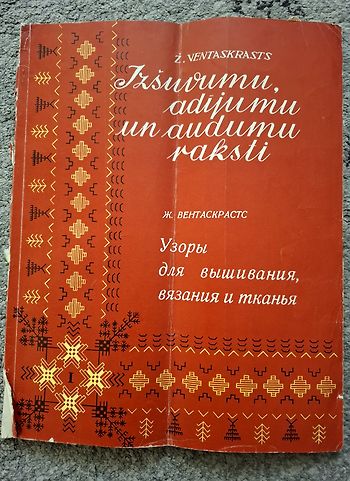 Ž. VENTASKRASTS
Izšuvumu,
adījumu
un audumu
raksti
Ж. ВЕНТАСКРАСТС
Узоры
для вышивания,
вязания и тканья
I